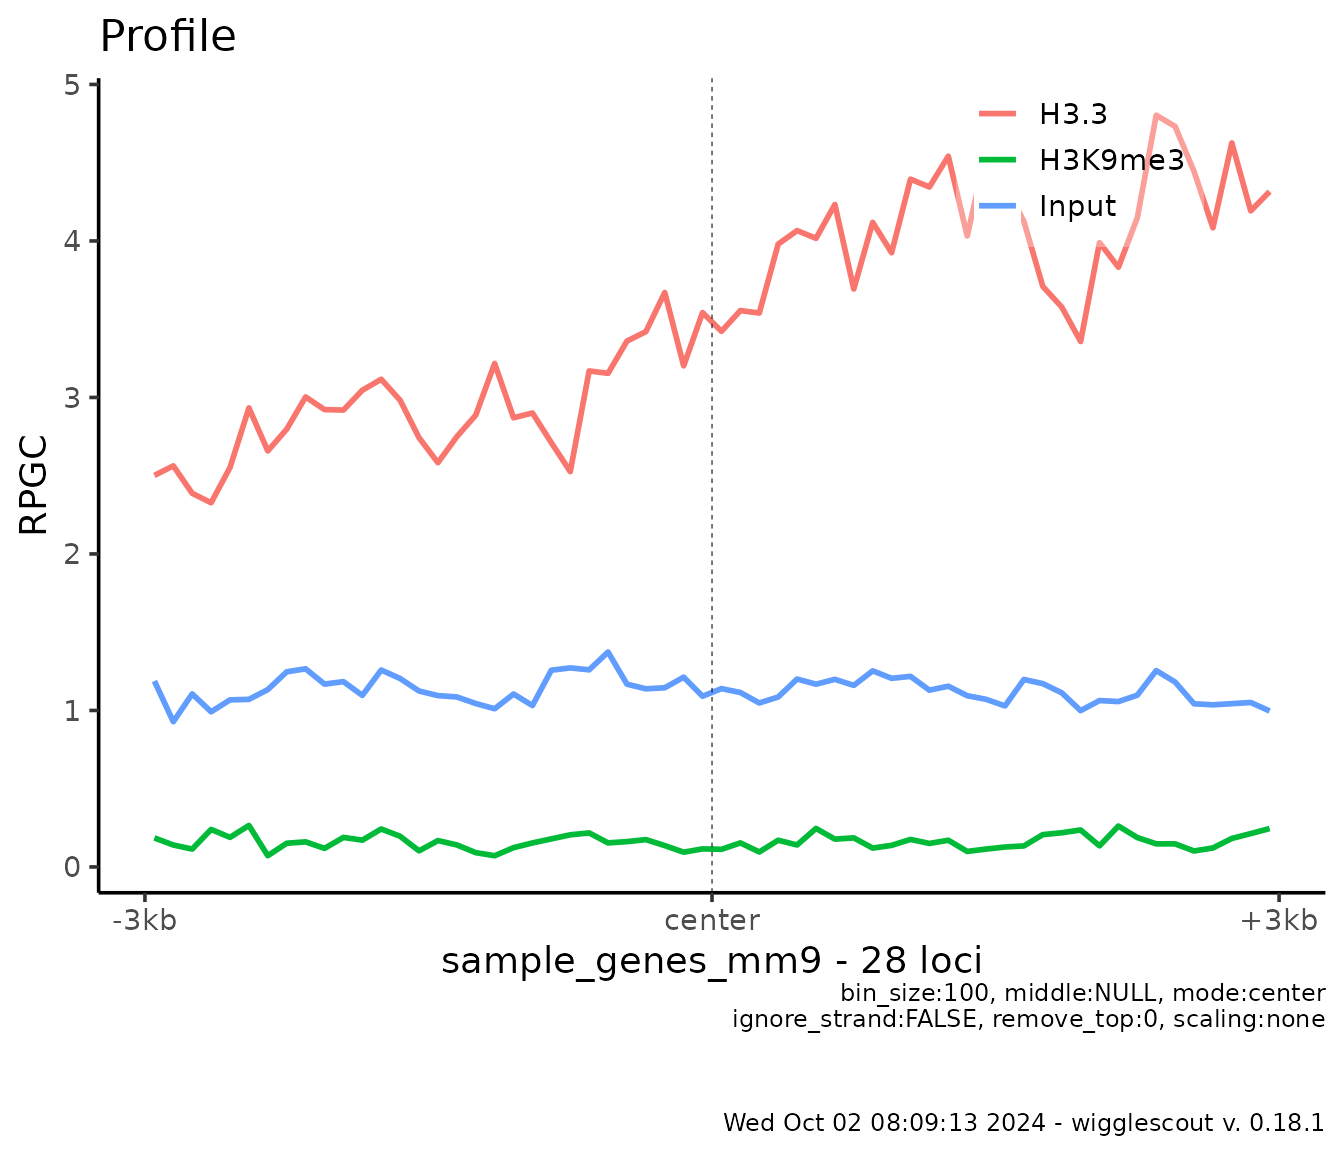 Profile
5
4
3
2
1
0
RPGC
H3.3
H3K9me3
Input
-3kb center +3kb
sample_genes_mm9 - 28 loci
bin_size:100, middle:NULL, mode:center
ignore_strand:FALSE, remove_top:0, scaling:none
Wed Oct 02 08:09:13 2024 - wigglescout v. 0.18.1